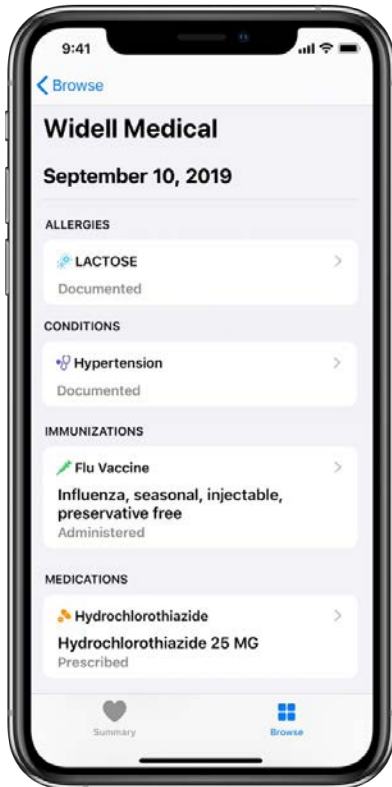 9:41
Browse
Widell Medical
September 10, 2019
ALLERGIES
LACTOSE
Documented
CONDITIONS
Hypertension
Documented
IMMUNIZATIONS
Flu Vaccine
Influenza, seasonal, injectable,
preservative free
Administered
MEDICATIONS
Hydrochlorothiazide
Hydrochlorothiazide 25 MG
Prescribed
Summary
Browse